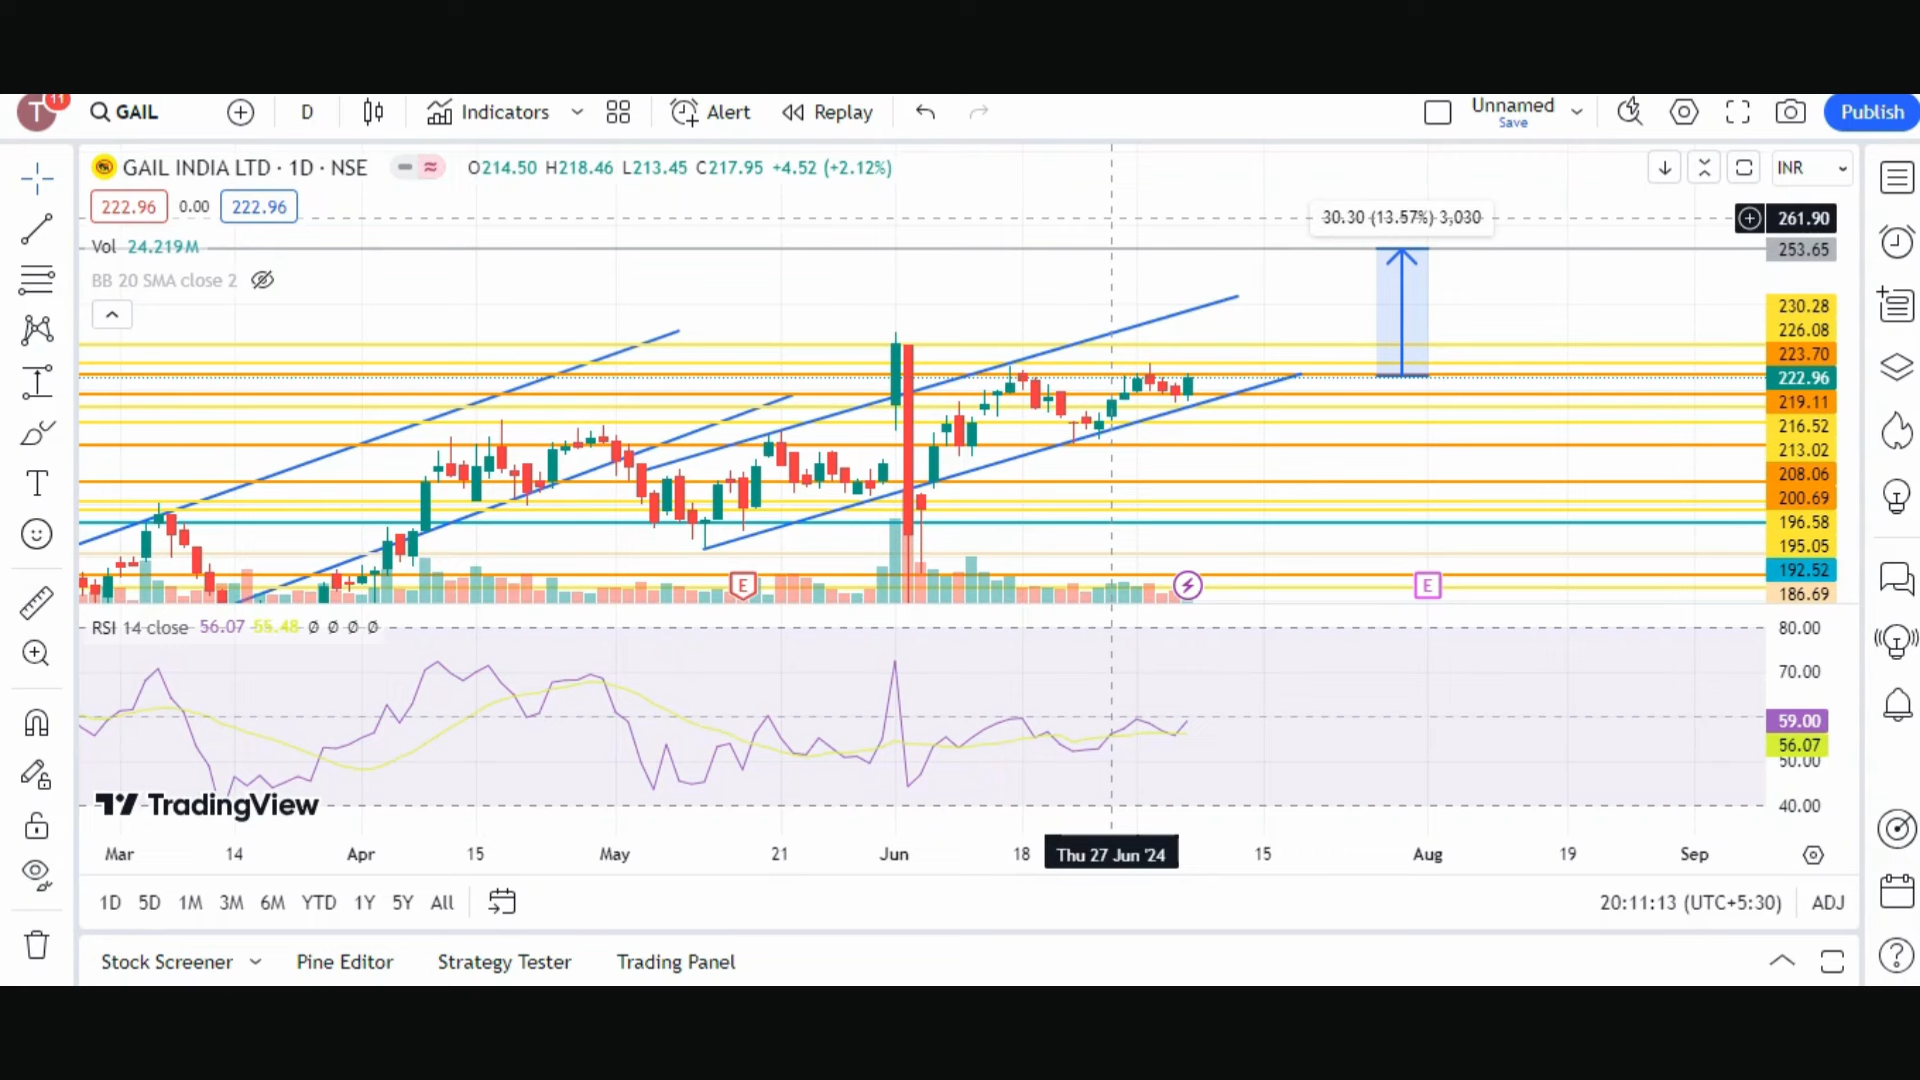 T 11 GAIL D Indicators Alert Replay Unnamed Publish
Save
GAIL INDIA LTD · 1D · NSE O214.50 H218.46 L213.45 C217.95 +4.52 (+2.12%) INR
222.96 0.00 222.96 30.30 (13.57%) 3,030 261.90
Vol 24.219M 253.65
BB 20 SMA close 2
230.28
226.08
223.70
222.96
219.11
216.52
213.02
208.06
200.69
196.58
195.05
192.52
E E 186.69
RSI 14 close 56.07 55.48 Ø Ø Ø Ø 80.00
70.00
59.00
56.07
50.00
TradingView 40.00
Mar 14 Apr 15 May 21 Jun 18 Thu 27 Jun '24 15 Aug 19 Sep
1D 5D 1M 3M 6M YTD 1Y 5Y All 20:11:13 (UTC+5:30) ADJ
Stock Screener Pine Editor Strategy Tester Trading Panel